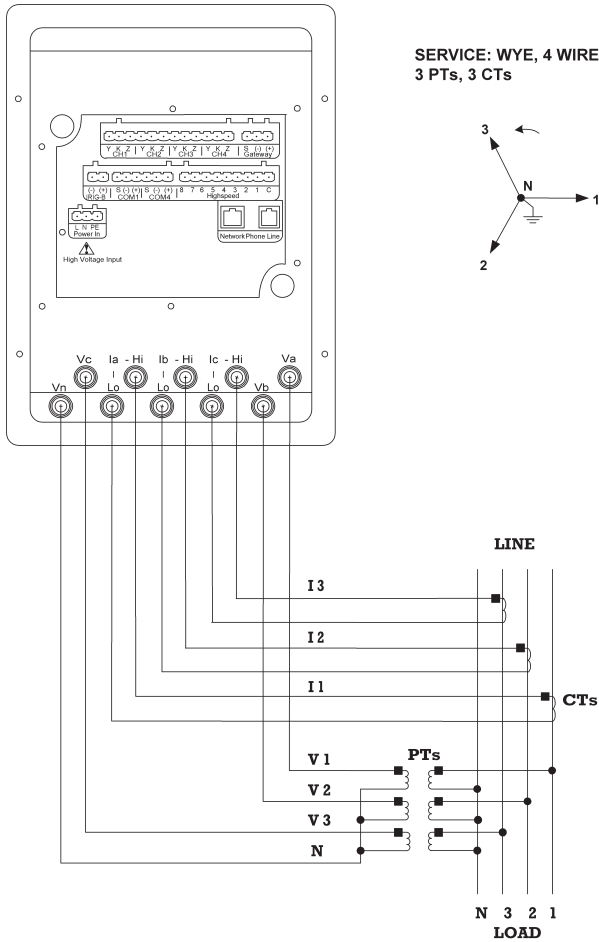 SERVICE: WYE, 4 WIRE
3 PTs, 3 CTs
3
N
1
2
Y K Z Y K Z Y K Z Y K Z S (-) (+)
CH1 CH2 CH3 CH4 Gateway
(-) (+) S (-) (+) S (-) (+) 8 7 6 5 4 3 2 1 C
IRIG-B COM1 COM4 Highspeed
L N PE
Power In
Network Phone Line
High Voltage Input
Vc Ia - Hi Ib - Hi Ic - Hi Va
Vn Lo Lo Lo Vb
LINE
I 3
I 2
I 1
CTs
PTs
V 1
V 2
V 3
N
N 3 2 1
LOAD